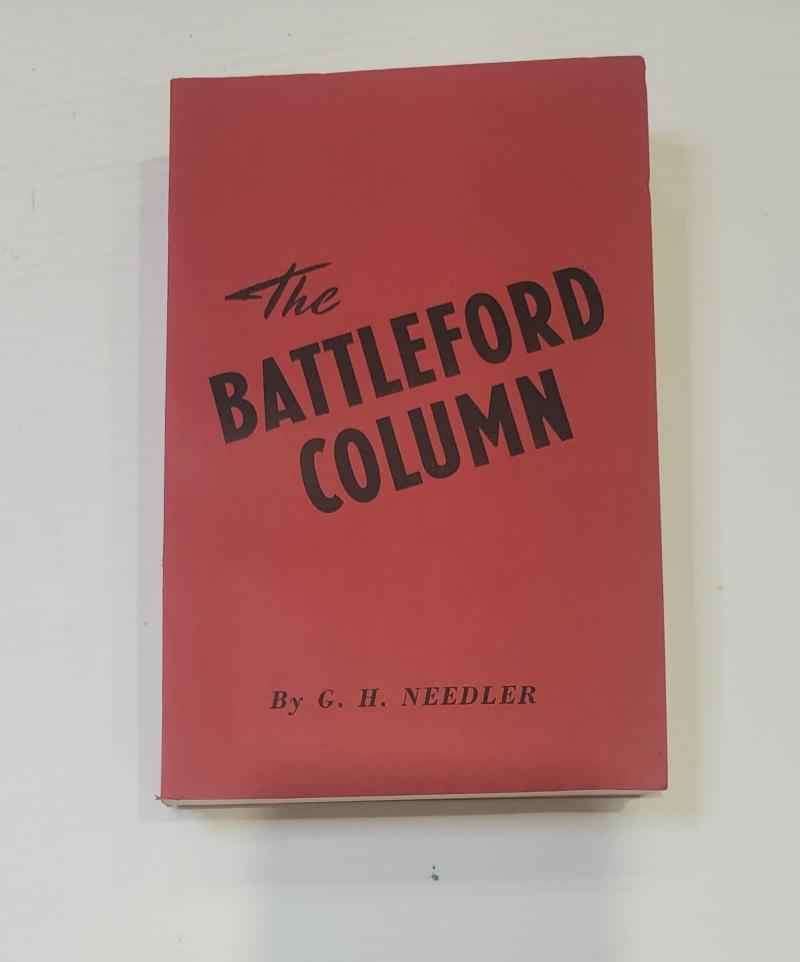 The
BATTLEFORD
COLUMN
By G. H. NEEDLER